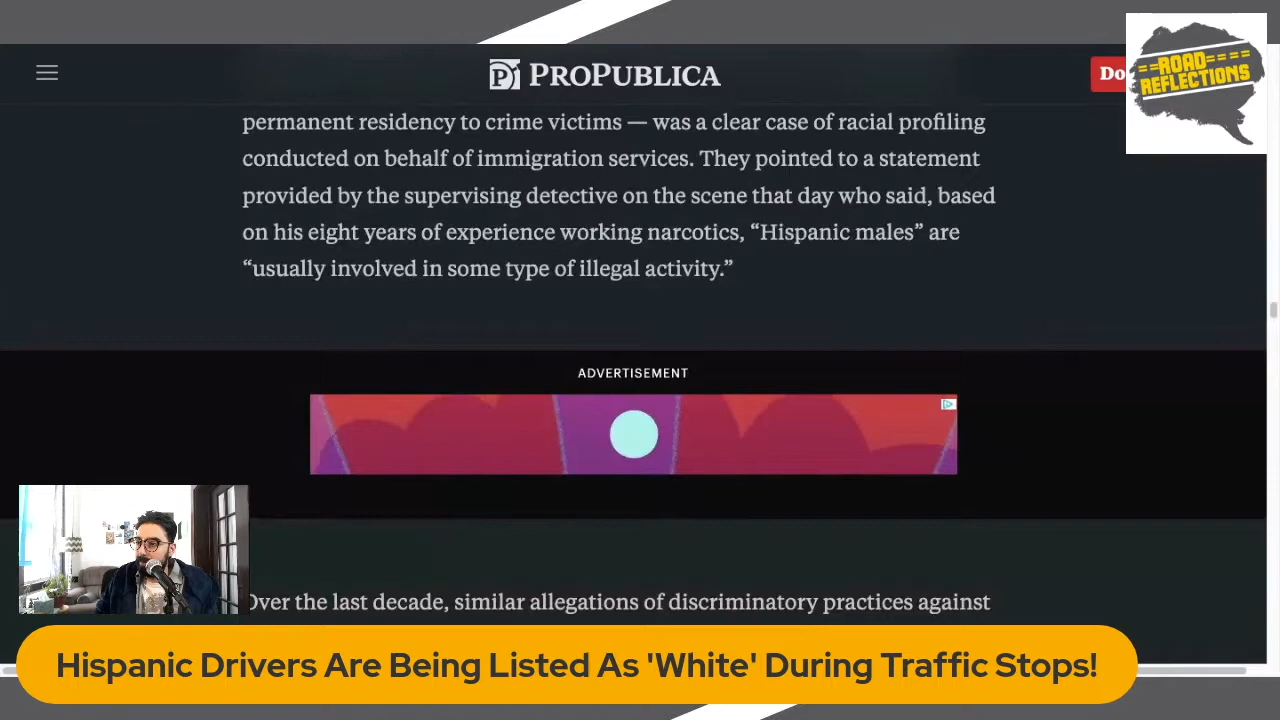 PROPUBLICA
Do
==ROAD====
REFLECTIONS
permanent residency to crime victims — was a clear case of racial profiling
conducted on behalf of immigration services. They pointed to a statement
provided by the supervising detective on the scene that day who said, based
on his eight years of experience working narcotics, “Hispanic males” are
“usually involved in some type of illegal activity.”
ADVERTISEMENT
Over the last decade, similar allegations of discriminatory practices against
Hispanic Drivers Are Being Listed As 'White' During Traffic Stops!